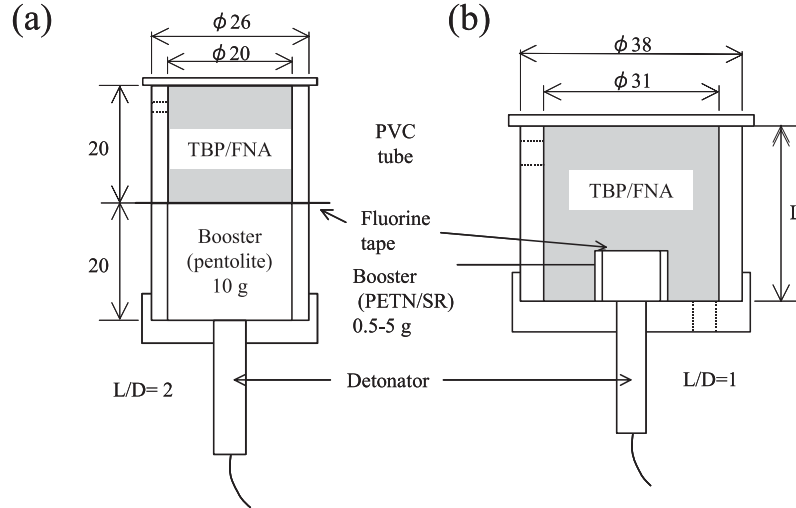 (a)
ϕ26
ϕ20
20
TBP/FNA
20
Booster
(pentolite)
10 g
L/D= 2
PVC
tube
Fluorine
tape
Booster
(PETN/SR)
0.5-5 g
Detonator
(b)
ϕ38
ϕ31
TBP/FNA
L/D=1